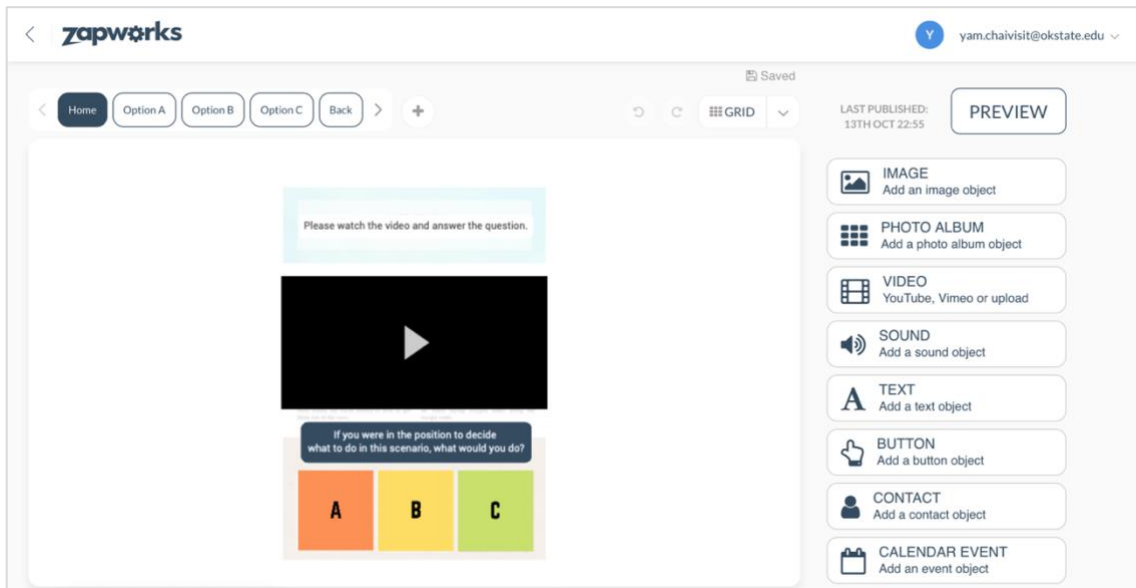 zapworks
Y
yam.chaivisit@okstate.edu
Saved
Home
Option A
Option B
Option C
Back
GRID
LAST PUBLISHED:
13TH OCT 22:55
PREVIEW
Please watch the video and answer the question.
If you were in the position to decide
what to do in this scenario, what would you do?
A
B
C
IMAGE
Add an image object
PHOTO ALBUM
Add a photo album object
VIDEO
YouTube, Vimeo or upload
SOUND
Add a sound object
TEXT
Add a text object
BUTTON
Add a button object
CONTACT
Add a contact object
CALENDAR EVENT
Add an event object